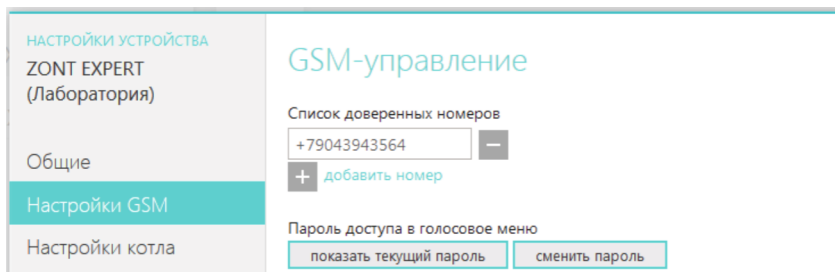 НАСТРОЙКИ УСТРОЙСТВА
ZONT EXPERT
(Лаборатория)
Общие
Настройки GSM
Настройки котла
GSM-управление
Список доверенных номеров
+79043943564
добавить номер
Пароль доступа в голосовое меню
показать текущий пароль
сменить пароль